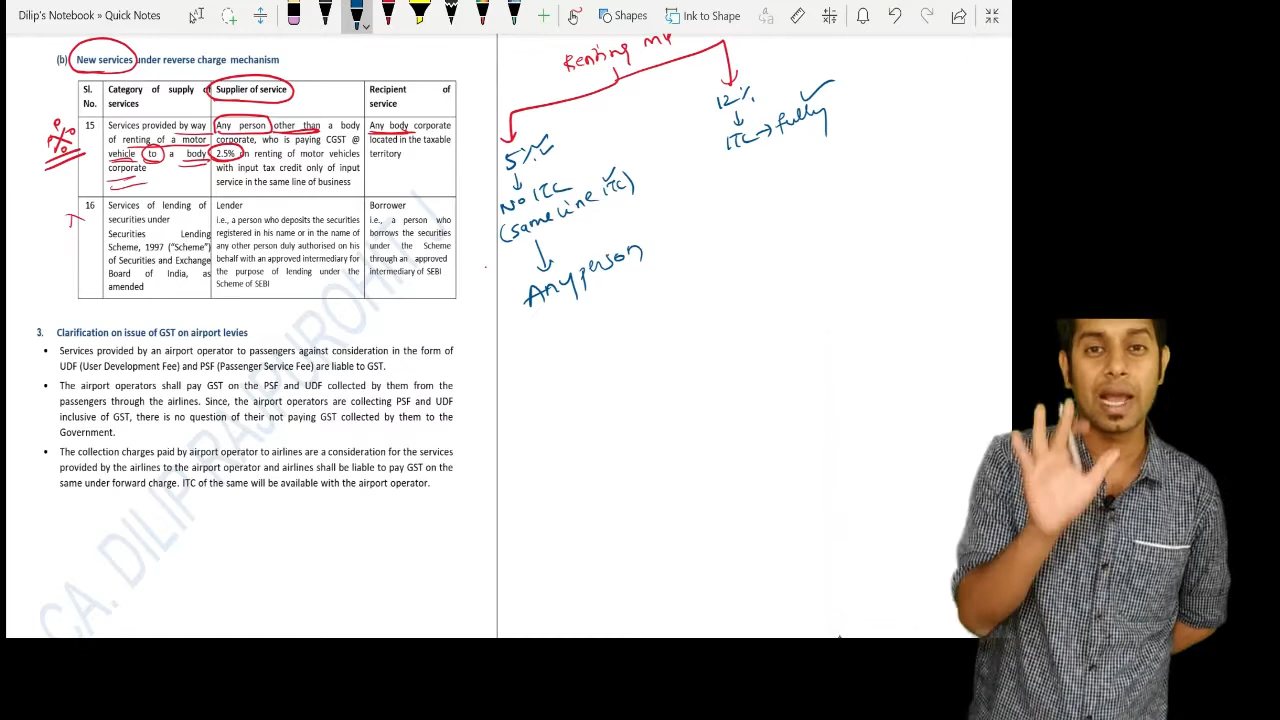 Dilip's Notebook » Quick Notes
Shapes
Ink to Shape
(b) New services under reverse charge mechanism
Sl. No.
Category of supply of services
Supplier of service
Recipient of service
15
Services provided by way
of renting of a motor
vehicle to a body
corporate
Any person other than a body
corporate, who is paying CGST @
2.5% on renting of motor vehicles
with input tax credit only of input
service in the same line of business
Any body corporate
located in the taxable
territory
16
Services of lending of
securities under
Securities Lending
Scheme, 1997 ("Scheme")
of Securities and Exchange
Board of India, as
amended
Lender
i.e., a person who deposits the securities
registered in his name or in the name of
any other person duly authorised on his
behalf with an approved intermediary for
the purpose of lending under the
Scheme of SEBI
Borrower
i.e., a person who
borrows the securities
under the Scheme
through an approved
intermediary of SEBI
3. Clarification on issue of GST on airport levies
• Services provided by an airport operator to passengers against consideration in the form of
UDF (User Development Fee) and PSF (Passenger Service Fee) are liable to GST.
• The airport operators shall pay GST on the PSF and UDF collected by them from the
passengers through the airlines. Since, the airport operators are collecting PSF and UDF
inclusive of GST, there is no question of their not paying GST collected by them to the
Government.
• The collection charges paid by airport operator to airlines are a consideration for the services
provided by the airlines to the airport operator and airlines shall be liable to pay GST on the
same under forward charge. ITC of the same will be available with the airport operator.
CA. DILIP RAJPUROHIT J
Renting MV
5%
No ITC
(same line ITC)
Any person
12%
ITC → fully